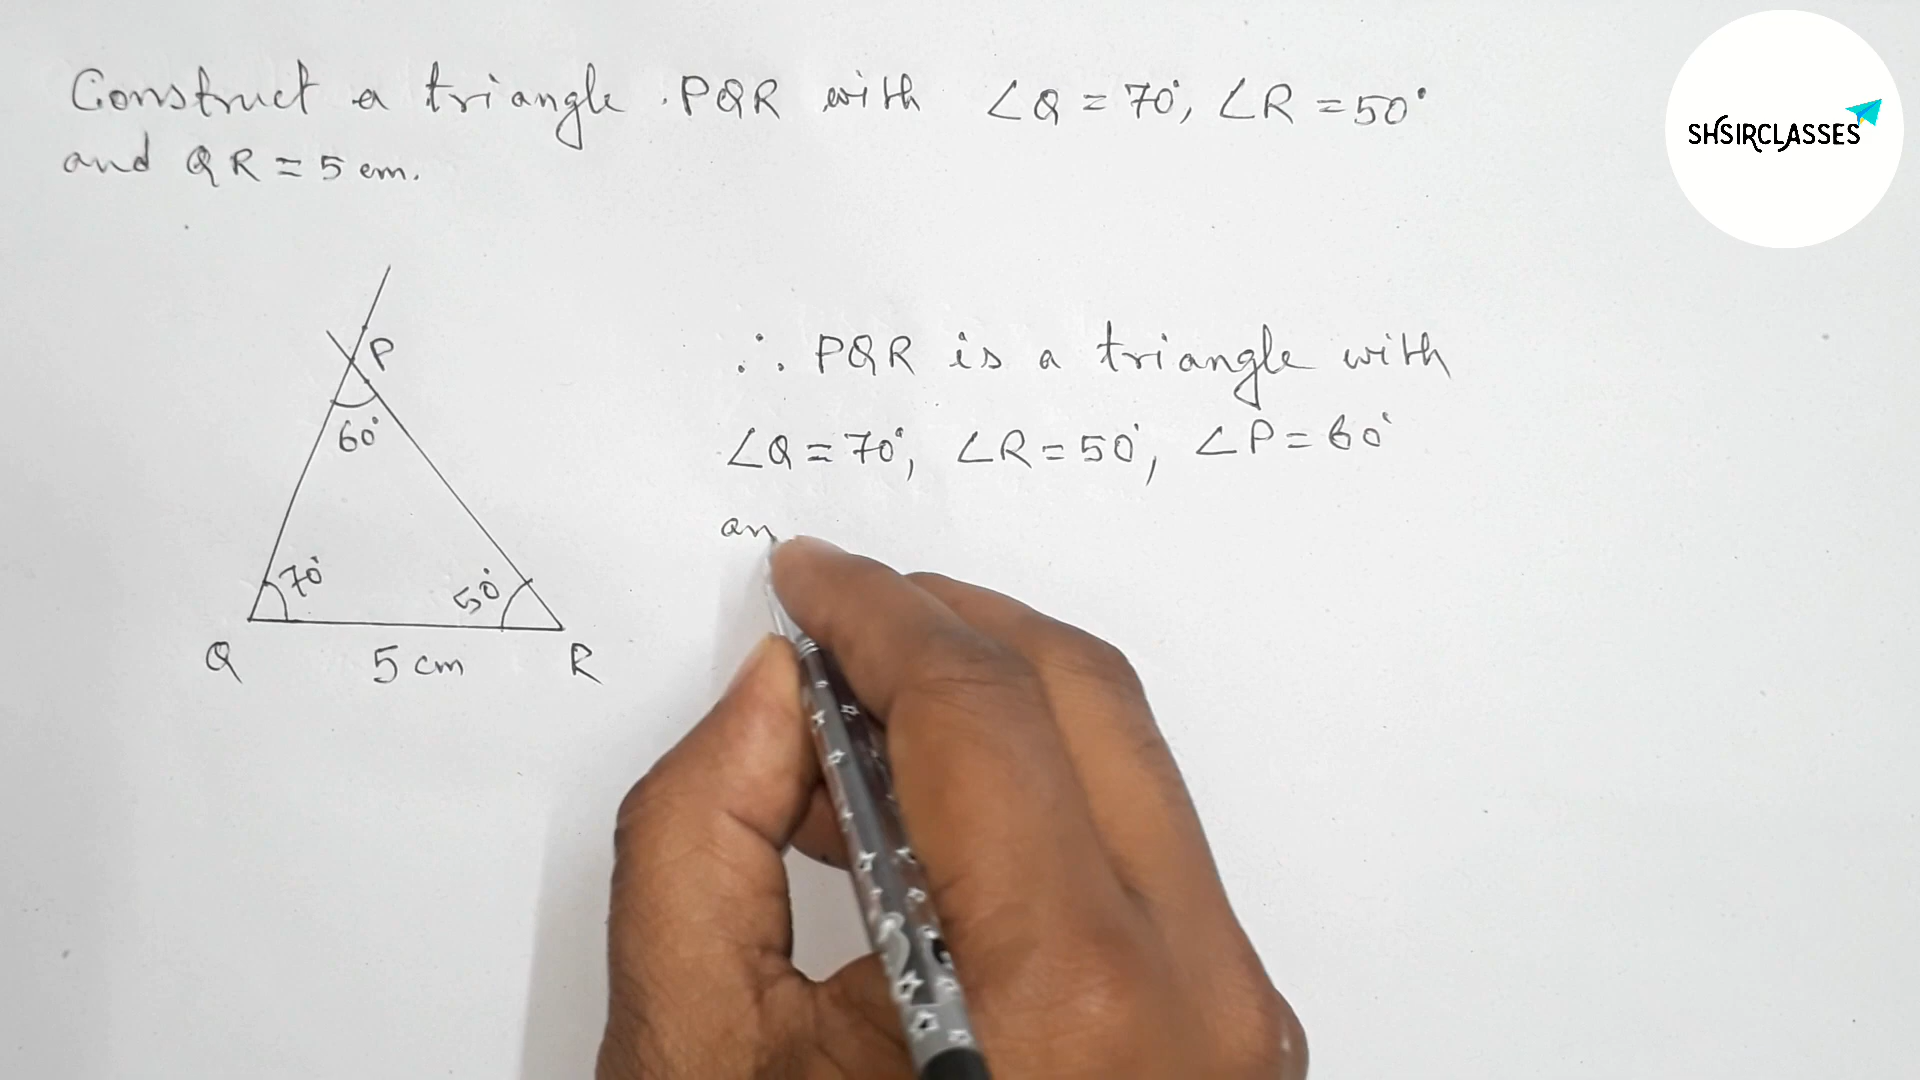 Construct a triangle PQR with ∠Q = 70°, ∠R = 50°
and QR = 5 cm.
SHSIRCLASSES
P
60°
70°
50°
Q
5 cm
R
∴ PQR is a triangle with
∠Q = 70°, ∠R = 50°, ∠P = 60°
an